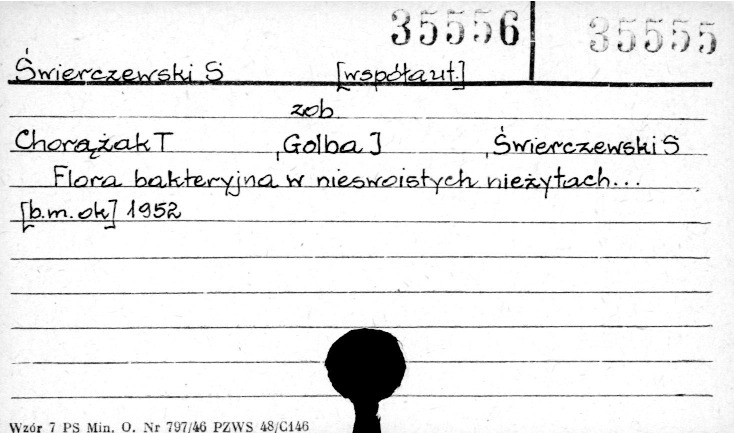 35556 35555
Świerczewski S [współaut.]
zob.
Chorążak T, Golba J, Świerczewski S
Flora bakteryjna w nieswoistych nieżytach...
[b.m.ok] 1952
Wzór 7 PS Min. O. Nr 797/46 PZWS 48/C146